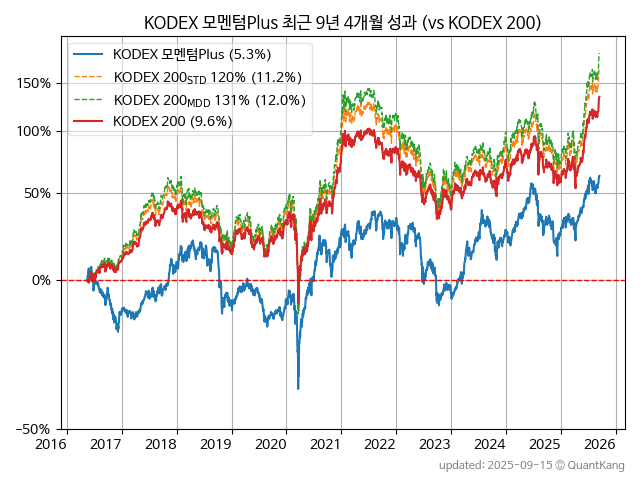 KODEX 모멘텀Plus 최근 9년 4개월 성과 (vs KODEX 200)
KODEX 모멘텀Plus (5.3%)
KODEX 200STD 120% (11.2%)
KODEX 200MDD 131% (12.0%)
KODEX 200 (9.6%)
150%
100%
50%
0%
−50%
2016 2017 2018 2019 2020 2021 2022 2023 2024 2025 2026
updated: 2025-09-15 ⓒ QuantKang